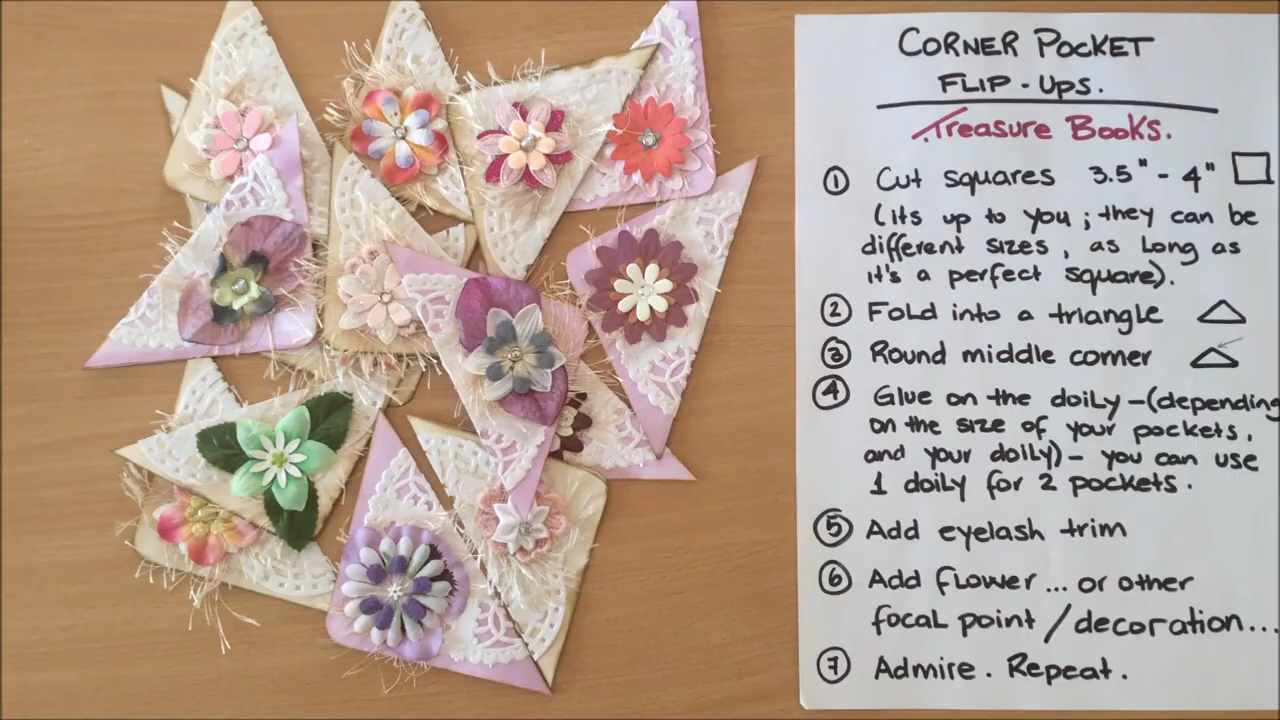 CORNER POCKET
FLIP-UPS.
Treasure Books.
1 Cut squares 3.5" - 4"
(its up to you; they can be
different sizes, as long as
it's a perfect square).
2 Fold into a triangle
3 Round middle corner
4 Glue on the doily - (depending
on the size of your pockets,
and your doily) - you can use
1 doily for 2 pockets.
5 Add eyelash trim
6 Add flower ... or other
focal point / decoration...
7 Admire. Repeat.